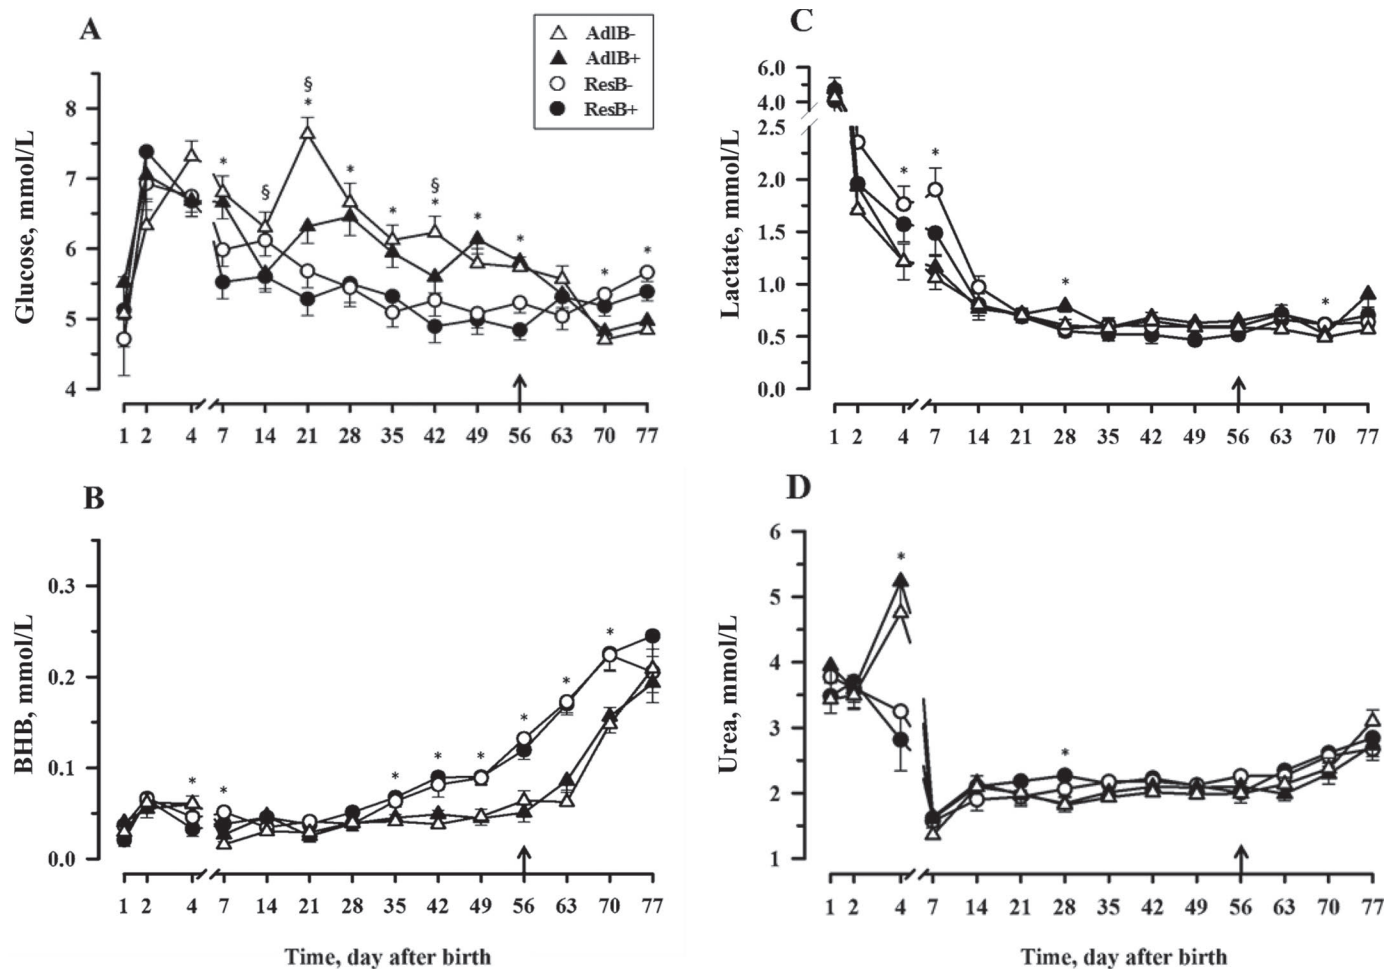 A
AdlB-
AdlB+
ResB-
ResB+
Glucose, mmol/L
8
7
6
5
4
§
*
*
§
*
*
§
*
*
*
*
*
1 2 4 7 14 21 28 35 42 49 56 63 70 77
C
Lactate, mmol/L
6.0
4.0
2.5
2.0
1.5
1.0
0.5
0.0
*
*
*
*
1 2 4 7 14 21 28 35 42 49 56 63 70 77
B
BHB, mmol/L
0.3
0.2
0.1
0.0
* * * * * * * *
1 2 4 7 14 21 28 35 42 49 56 63 70 77
Time, day after birth
D
Urea, mmol/L
6
5
4
3
2
1
*
*
1 2 4 7 14 21 28 35 42 49 56 63 70 77
Time, day after birth